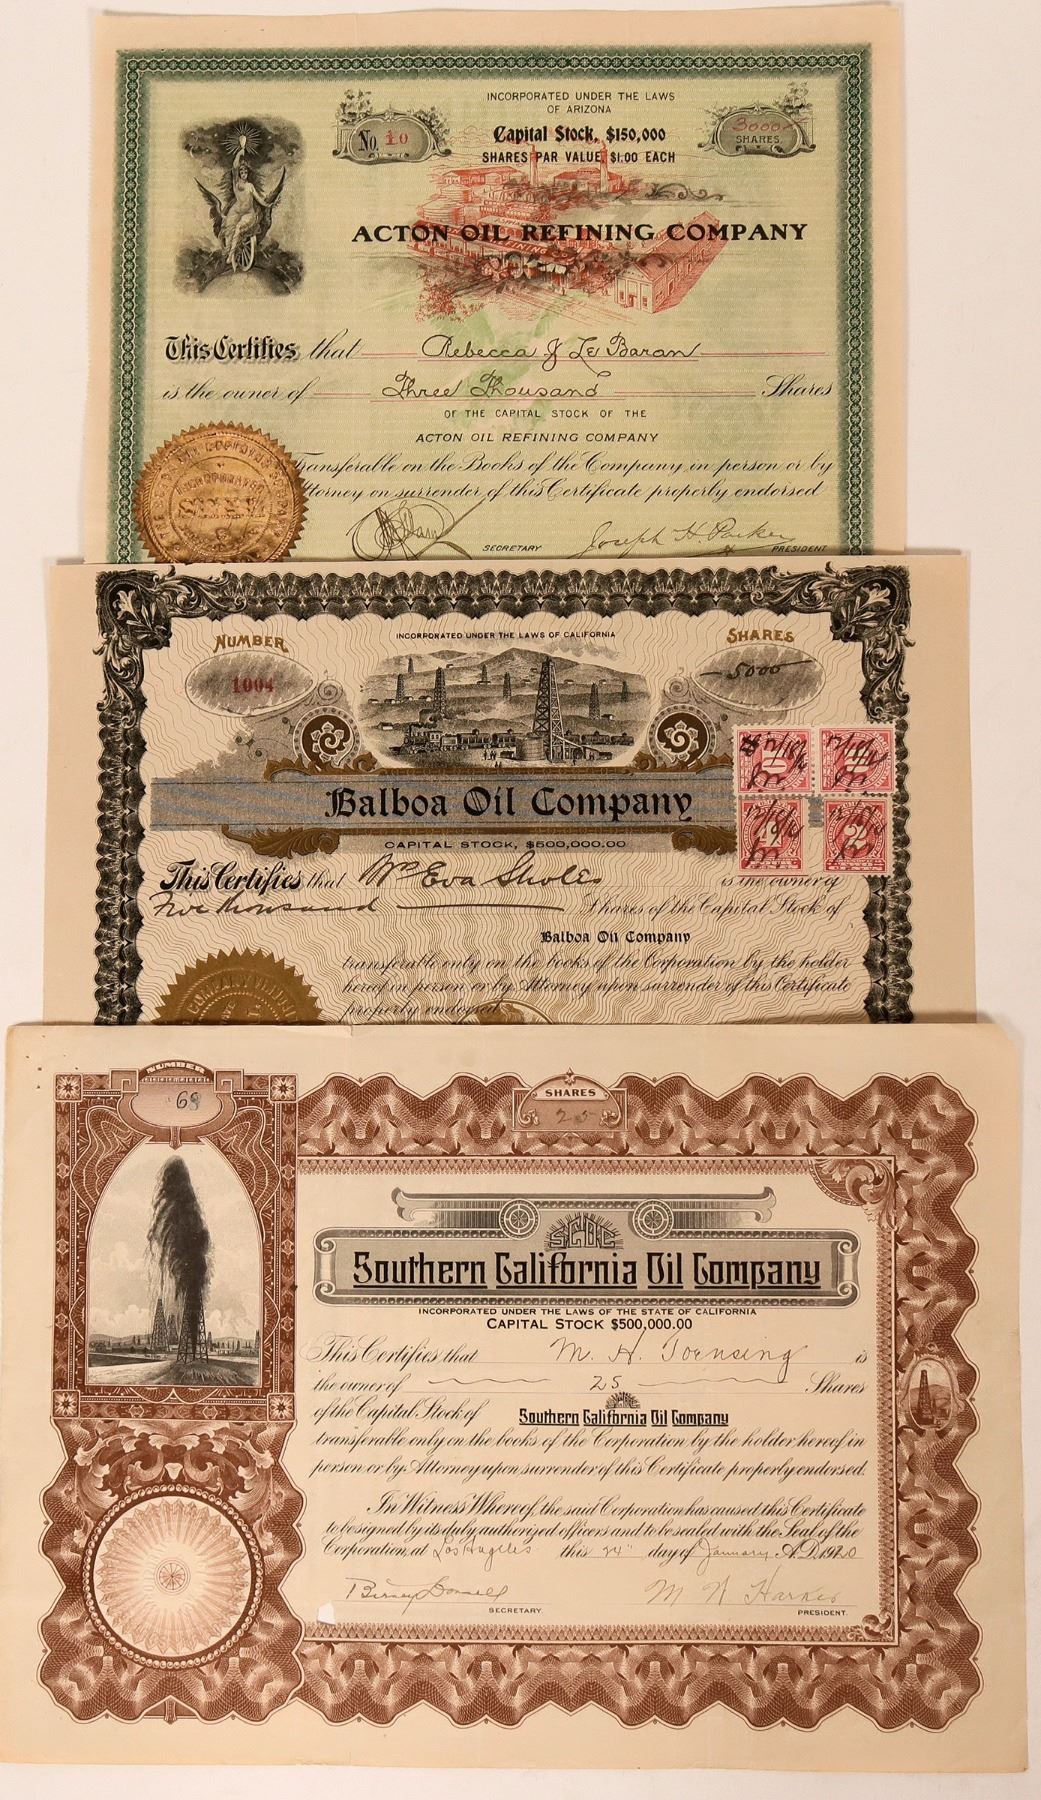 INCORPORATED UNDER THE LAWS
OF ARIZONA
No. 10
Capital Stock, $150,000
3000
SHARES.
SHARES PAR VALUE, $1.00 EACH
ACTON OIL REFINING COMPANY
This Certifies that Rebecca J Le Baran
is the owner of Three Thousand Shares
OF THE CAPITAL STOCK OF THE
ACTON OIL REFINING COMPANY
Transferable on the Books of the Company in person or by
Attorney on surrender of this Certificate properly endorsed
SECRETARY
Joseph H. Parker
PRESIDENT
INCORPORATED UNDER THE LAWS OF CALIFORNIA
NUMBER
1004
SHARES
5000
Balboa Oil Company
CAPITAL STOCK, $500,000.00
This Certifies that Mrs Eva Sholes is the owner of
Five thousand Shares of the Capital Stock of
Balboa Oil Company
transferable only on the books of the Corporation by the holder
hereof in person or by Attorney upon surrender of this Certificate
properly endorsed
NUMBER
68
SHARES
25
SCOC
Southern California Oil Company
INCORPORATED UNDER THE LAWS OF THE STATE OF CALIFORNIA
CAPITAL STOCK $500,000.00
This Certifies that M. H. Toensing is
the owner of 25 Shares
of the Capital Stock of Southern California Oil Company
transferable only on the books of the Corporation by the holder hereof in
person or by Attorney upon surrender of this Certificate properly endorsed.
In Witness Whereof, the said Corporation has caused this Certificate
to be signed by its duly authorized officers and to be sealed with the Seal of the
Corporation, at Los Angeles this 24" day of January A.D. 1920
Birney Donnell
SECRETARY.
M N Harker
PRESIDENT.